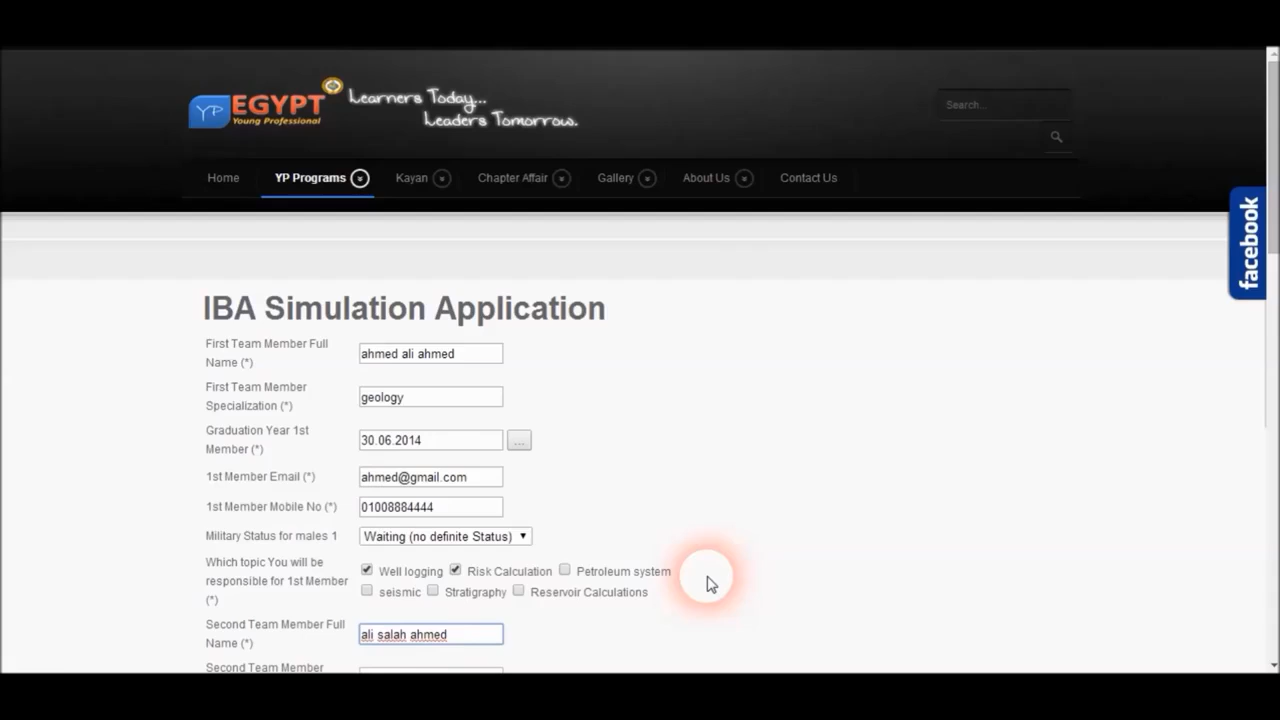 YP EGYPT
Young Professional
Learners Today...
Leaders Tomorrow.
Search...
Home YP Programs Kayan Chapter Affair Gallery About Us Contact Us
facebook
IBA Simulation Application
First Team Member Full
Name (*)
ahmed ali ahmed
First Team Member
Specialization (*)
geology
Graduation Year 1st
Member (*)
30.06.2014
...
1st Member Email (*)
ahmed@gmail.com
1st Member Mobile No (*)
01008884444
Military Status for males 1
Waiting (no definite Status)
Which topic You will be
responsible for 1st Member
(*)
Well logging Risk Calculation Petroleum system
seismic Stratigraphy Reservoir Calculations
Second Team Member Full
Name (*)
ali salah ahmed
Second Team Member